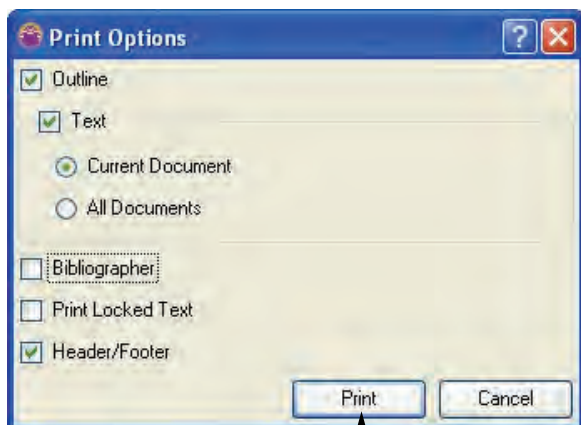 Print Options
Outline
Text
Current Document
All Documents
Bibliographer
Print Locked Text
Header/Footer
Print Cancel